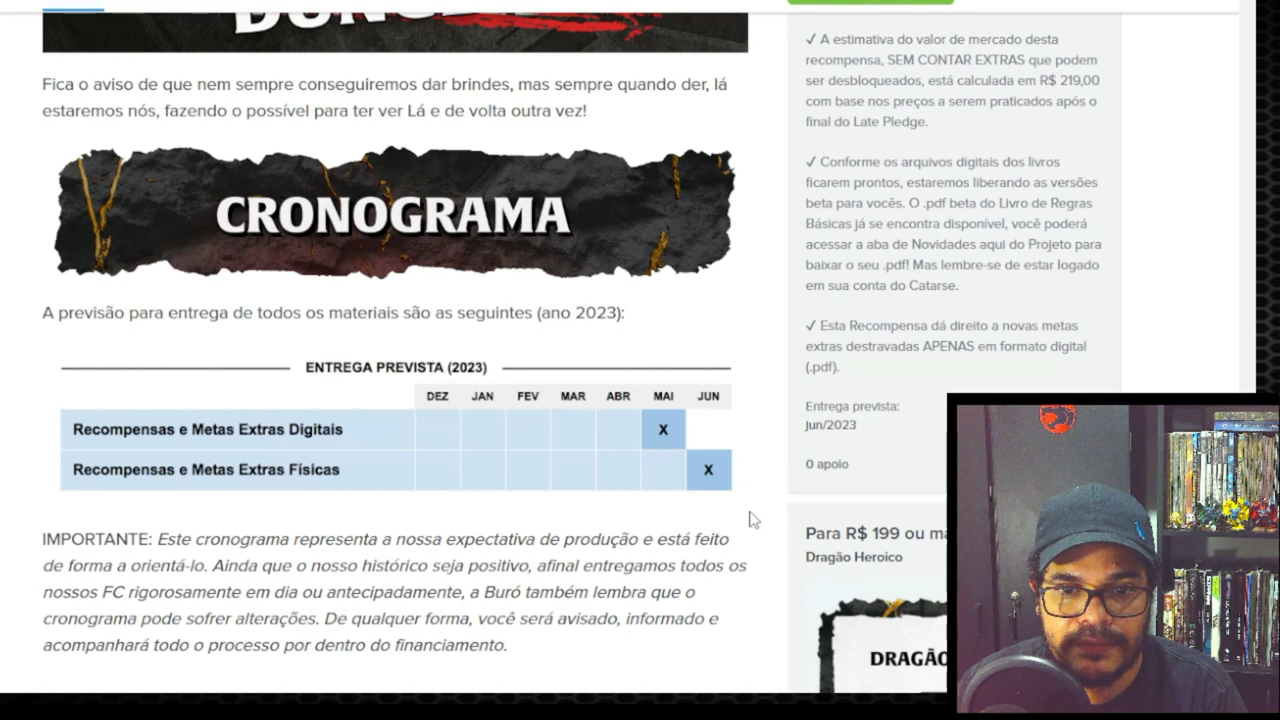 Fica o aviso de que nem sempre conseguiremos dar brindes, mas sempre quando der, lá
estaremos nós, fazendo o possível para ter ver Lá e de volta outra vez!
CRONOGRAMA
A previsão para entrega de todos os materiais são as seguintes (ano 2023):
ENTREGA PREVISTA (2023)
DEZ JAN FEV MAR ABR MAI JUN
Recompensas e Metas Extras Digitais X
Recompensas e Metas Extras Físicas X
IMPORTANTE: Este cronograma representa a nossa expectativa de produção e está feito
de forma a orientá-lo. Ainda que o nosso histórico seja positivo, afinal entregamos todos os
nossos FC rigorosamente em dia ou antecipadamente, a Buró também lembra que o
cronograma pode sofrer alterações. De qualquer forma, você será avisado, informado e
acompanhará todo o processo por dentro do financiamento.
✓ A estimativa do valor de mercado desta
recompensa, SEM CONTAR EXTRAS que podem
ser desbloqueados, está calculada em R$ 219,00
com base nos preços a serem praticados após o
final do Late Pledge.
✓ Conforme os arquivos digitais dos livros
ficarem prontos, estaremos liberando as versões
beta para vocês. O .pdf beta do Livro de Regras
Básicas já se encontra disponível, você poderá
acessar a aba de Novidades aqui do Projeto para
baixar o seu .pdf! Mas lembre-se de estar logado
em sua conta do Catarse.
✓ Esta Recompensa dá direito a novas metas
extras destravadas APENAS em formato digital
(.pdf).
Entrega prevista:
Jun/2023
0 apoio
Para R$ 199 ou ma
Dragão Heroico
DRAGÃO